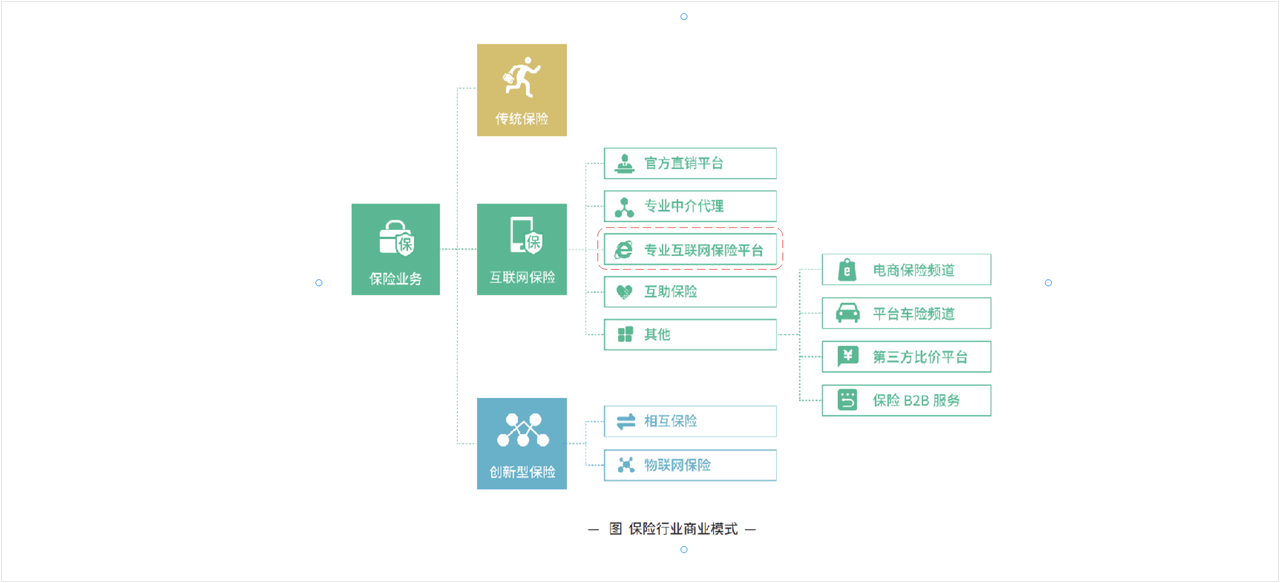 传统保险
官方直销平台
专业中介代理
保
保
保险业务
互联网保险
专业互联网保险平台
互助保险
其他
e
电商保险频道
平台车险频道
¥
第三方比价平台
保险 B2B 服务
创新型保险
相互保险
物联网保险
— 图 保险行业商业模式 —